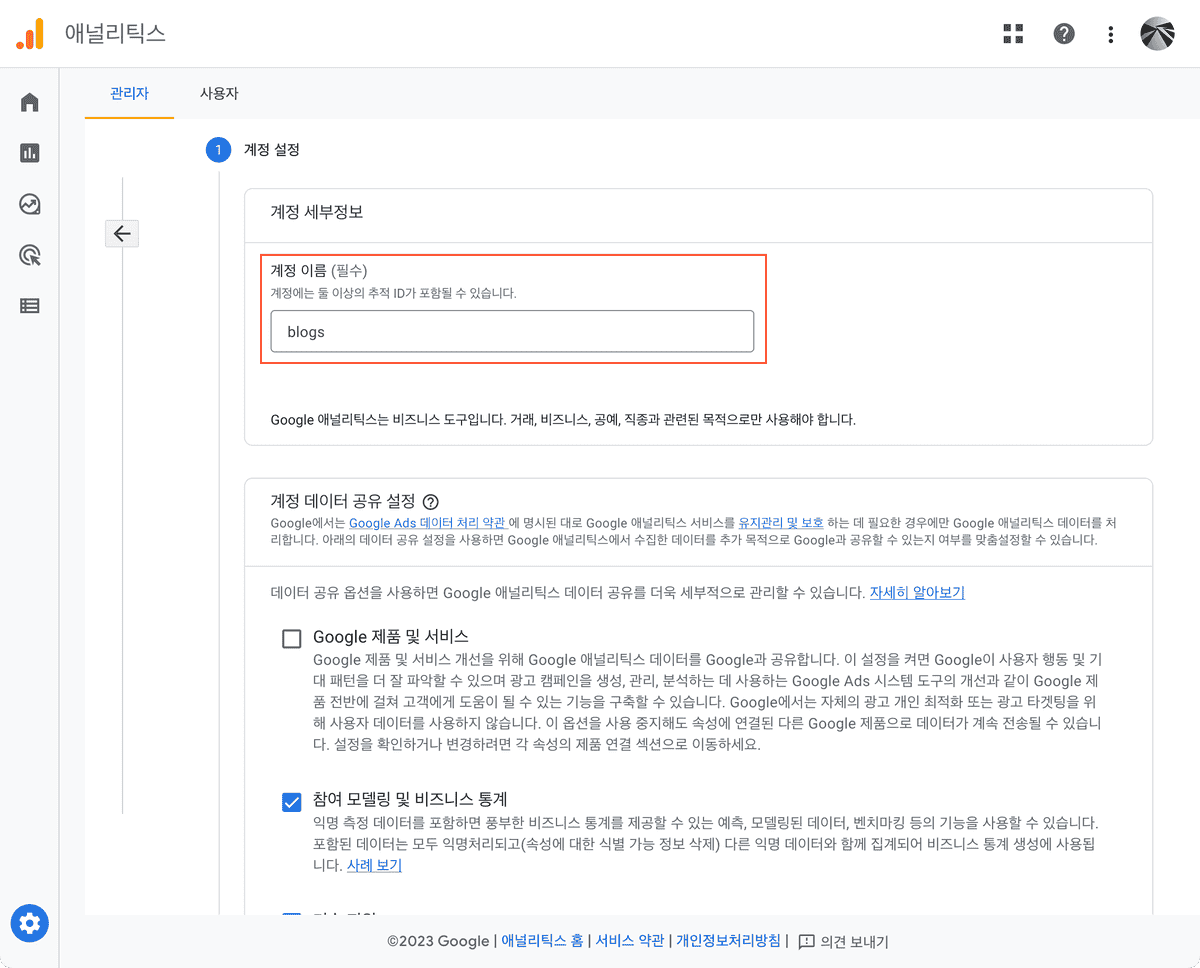 애널리틱스
관리자
사용자
1
계정 설정
계정 세부정보
계정 이름 (필수)
계정에는 둘 이상의 추적 ID가 포함될 수 있습니다.
blogs
Google 애널리틱스는 비즈니스 도구입니다. 거래, 비즈니스, 공예, 직종과 관련된 목적으로만 사용해야 합니다.
계정 데이터 공유 설정
Google에서는 Google Ads 데이터 처리 약관 에 명시된 대로 Google 애널리틱스 서비스를 유지관리 및 보호 하는 데 필요한 경우에만 Google 애널리틱스 데이터를 처
리합니다. 아래의 데이터 공유 설정을 사용하면 Google 애널리틱스에서 수집한 데이터를 추가 목적으로 Google과 공유할 수 있는지 여부를 맞춤설정할 수 있습니다.
데이터 공유 옵션을 사용하면 Google 애널리틱스 데이터 공유를 더욱 세부적으로 관리할 수 있습니다. 자세히 알아보기
Google 제품 및 서비스
Google 제품 및 서비스 개선을 위해 Google 애널리틱스 데이터를 Google과 공유합니다. 이 설정을 켜면 Google이 사용자 행동 및 기
대 패턴을 더 잘 파악할 수 있으며 광고 캠페인을 생성, 관리, 분석하는 데 사용하는 Google Ads 시스템 도구의 개선과 같이 Google 제
품 전반에 걸쳐 고객에게 도움이 될 수 있는 기능을 구축할 수 있습니다. Google에서는 자체의 광고 개인 최적화 또는 광고 타겟팅을 위
해 사용자 데이터를 사용하지 않습니다. 이 옵션을 사용 중지해도 속성에 연결된 다른 Google 제품으로 데이터가 계속 전송될 수 있습니
다. 설정을 확인하거나 변경하려면 각 속성의 제품 연결 섹션으로 이동하세요.
참여 모델링 및 비즈니스 통계
익명 측정 데이터를 포함하면 풍부한 비즈니스 통계를 제공할 수 있는 예측, 모델링된 데이터, 벤치마킹 등의 기능을 사용할 수 있습니다.
포함된 데이터는 모두 익명처리되고(속성에 대한 식별 가능 정보 삭제) 다른 익명 데이터와 함께 집계되어 비즈니스 통계 생성에 사용됩
니다. 사례 보기
©2023 Google | 애널리틱스 홈 | 서비스 약관 | 개인정보처리방침 | 의견 보내기